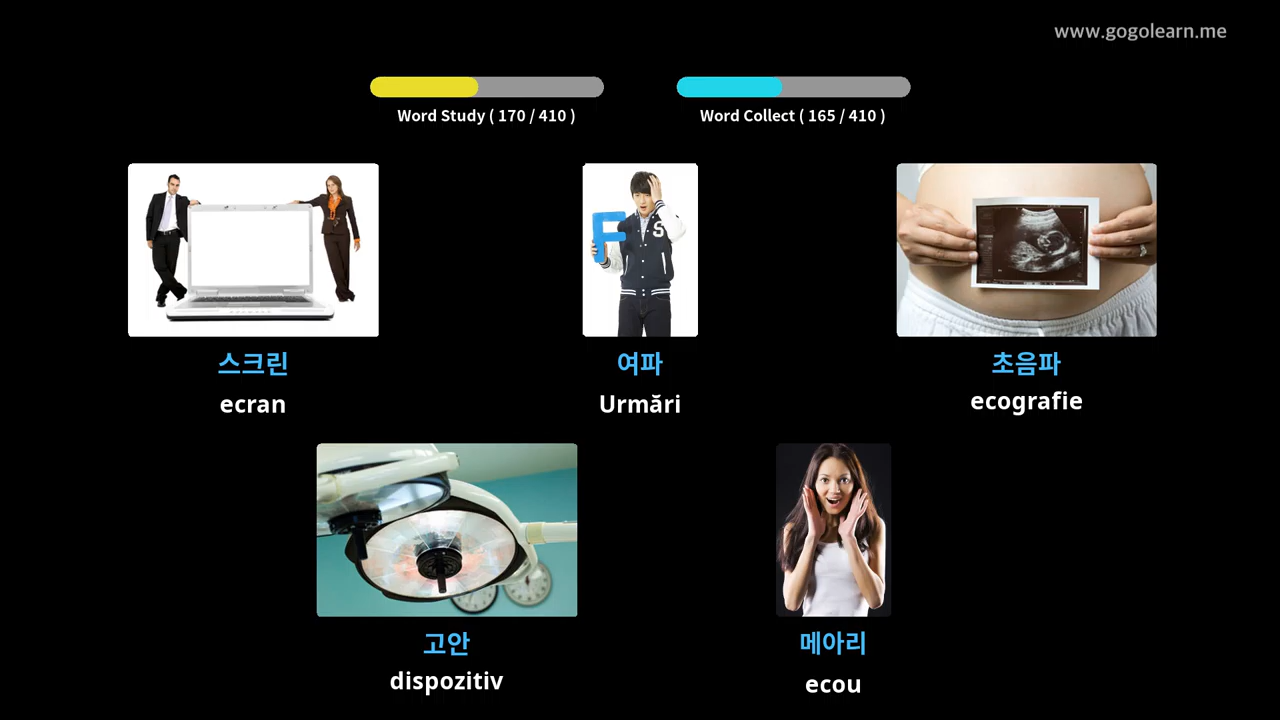 www.gogolearn.me
Word Study ( 170 / 410 )
Word Collect ( 165 / 410 )
스크린
ecran
F
S
여파
Urmări
초음파
ecografie
고안
dispozitiv
메아리
ecou